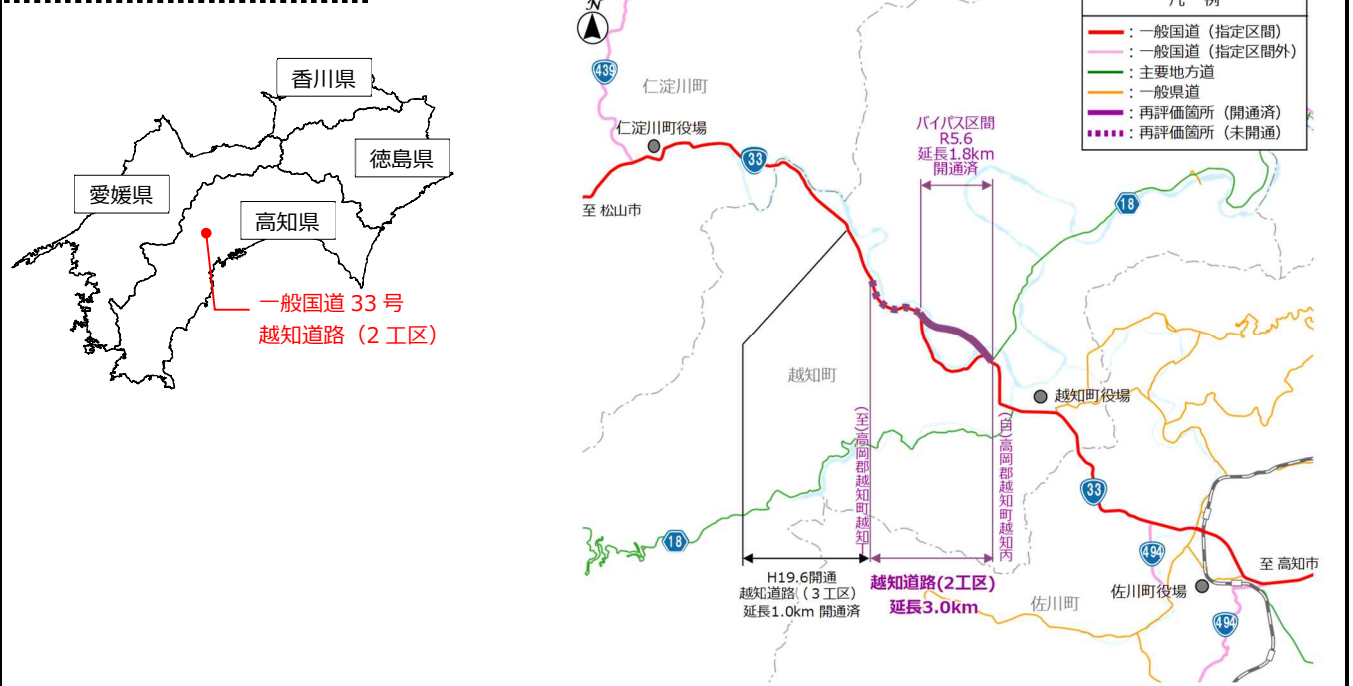 香川県
徳島県
愛媛県
高知県
一般国道 33 号
越知道路（2 工区）
N
凡 例
：一般国道（指定区間）
：一般国道（指定区間外）
：主要地方道
：一般県道
：再評価箇所（開通済）
：再評価箇所（未開通）
439
仁淀川町
仁淀川町役場
33
至 松山市
バイパス区間
R5.6
延長1.8km
開通済
18
越知町
越知町役場
(至)高岡郡越知町越知丁
(自)高岡郡越知町越知丙
33
18
494
至 高知市
H19.6開通
越知道路（３工区）
延長1.0km 開通済
越知道路(2工区)
延長3.0km
佐川町
佐川町役場
494